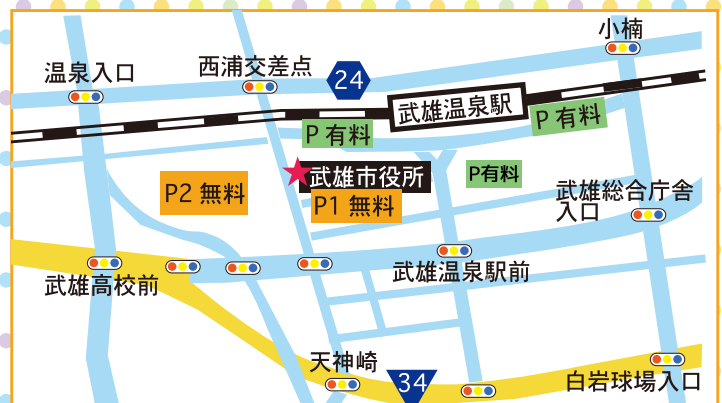 小楠
温泉入口
西浦交差点
24
武雄温泉駅
P 有料
P 有料
武雄市役所
P有料
P2 無料
P1 無料
武雄総合庁舎
入口
武雄高校前
武雄温泉駅前
天神崎
34
白岩球場入口